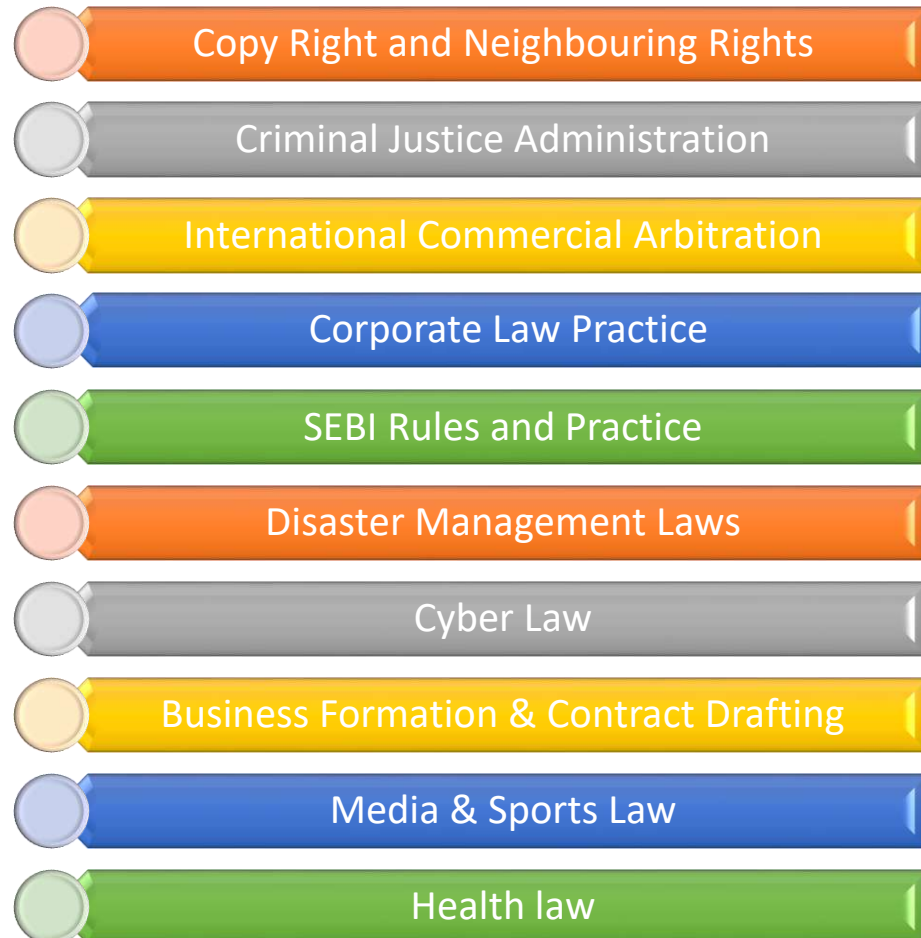 Copy Right and Neighbouring Rights
Criminal Justice Administration
International Commercial Arbitration
Corporate Law Practice
SEBI Rules and Practice
Disaster Management Laws
Cyber Law
Business Formation & Contract Drafting
Media & Sports Law
Health law